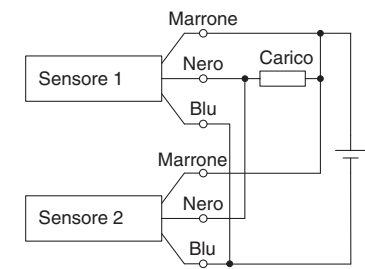 Marrone
Nero
Carico
Sensore 1
Blu
Marrone
Nero
Sensore 2
Blu